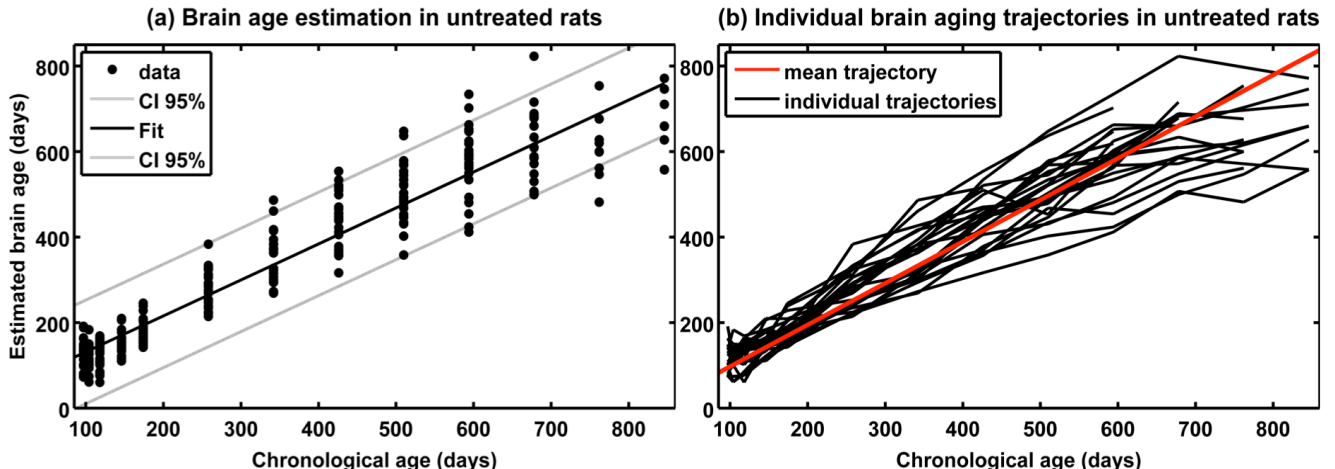 (a) Brain age estimation in untreated rats
Estimated brain age (days)
800
600
400
200
0
data
CI 95%
Fit
CI 95%
100 200 300 400 500 600 700 800
Chronological age (days)
(b) Individual brain aging trajectories in untreated rats
800
600
400
200
0
mean trajectory
individual trajectories
100 200 300 400 500 600 700 800
Chronological age (days)